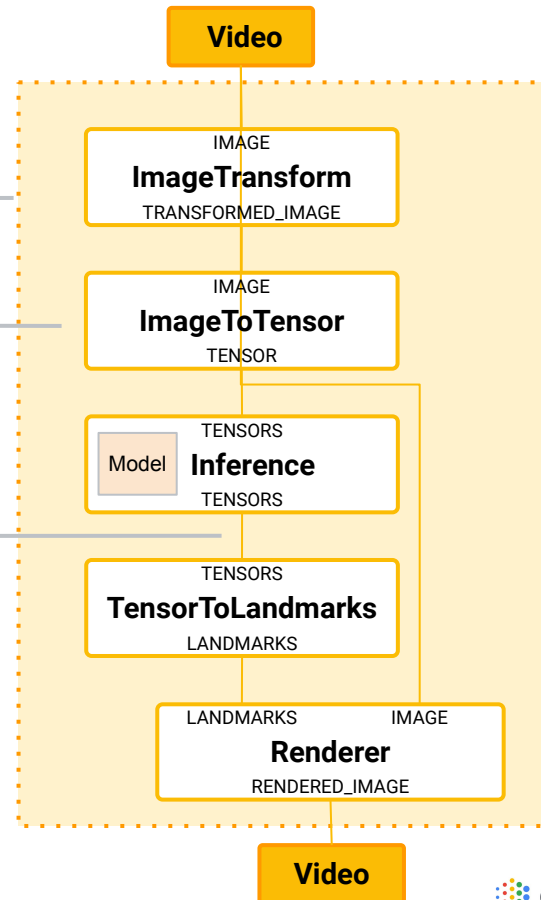 Video
IMAGE
ImageTransform
TRANSFORMED_IMAGE
IMAGE
ImageToTensor
TENSOR
TENSORS
Model Inference
TENSORS
TENSORS
TensorToLandmarks
LANDMARKS
LANDMARKS IMAGE
Renderer
RENDERED_IMAGE
Video